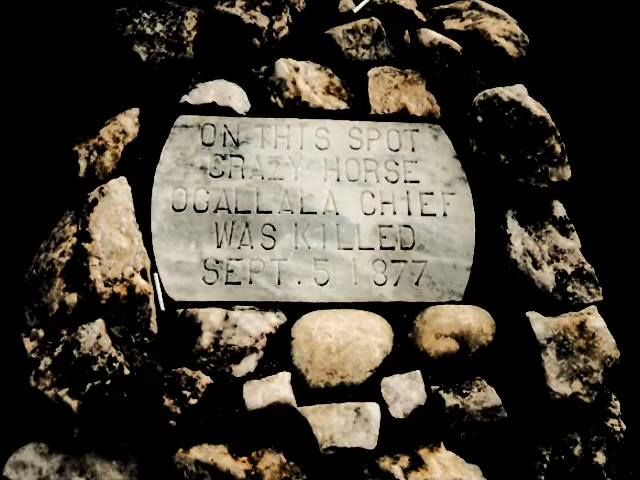 ON THIS SPOT
CRAZY HORSE
OGALLALA CHIEF
WAS KILLED
SEPT. 5 1877